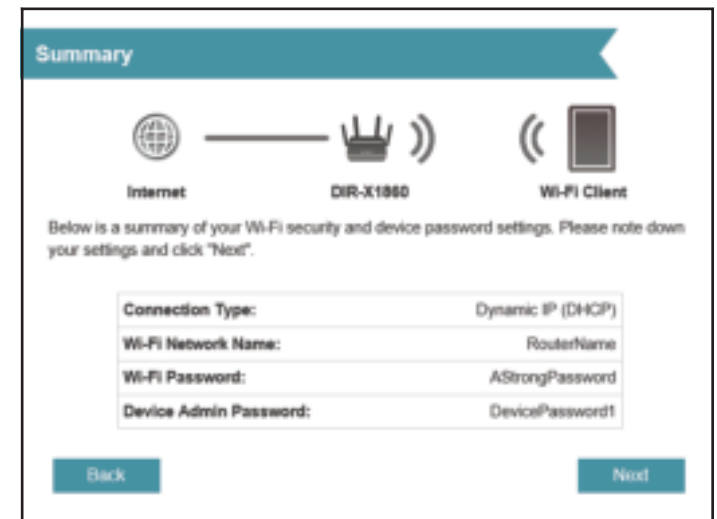 Summary
Internet
DIR-X1860
Wi-Fi Client
Below is a summary of your Wi-Fi security and device password settings. Please note down
your settings and click "Next".
Connection Type: Dynamic IP (DHCP)
Wi-Fi Network Name: RouterName
Wi-Fi Password: AStrongPassword
Device Admin Password: DevicePassword1
Back
Next